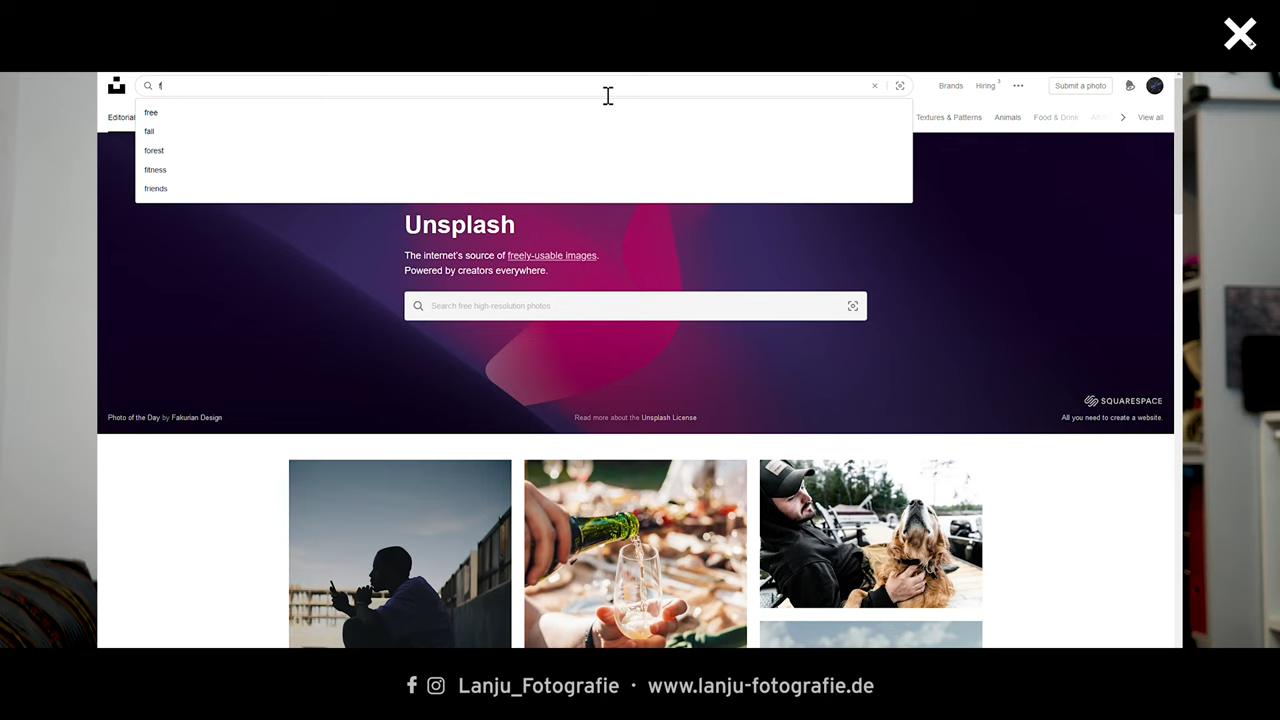 f
Brands
Hiring 3
Submit a photo
free
fall
forest
fitness
friends
Editorial
Textures & Patterns
Animals
Food & Drink
View all
Unsplash
The internet's source of freely-usable images.
Powered by creators everywhere.
Search free high-resolution photos
SQUARESPACE
Photo of the Day by Fakurian Design
Read more about the Unsplash License
All you need to create a website.
Lanju_Fotografie · www.lanju-fotografie.de